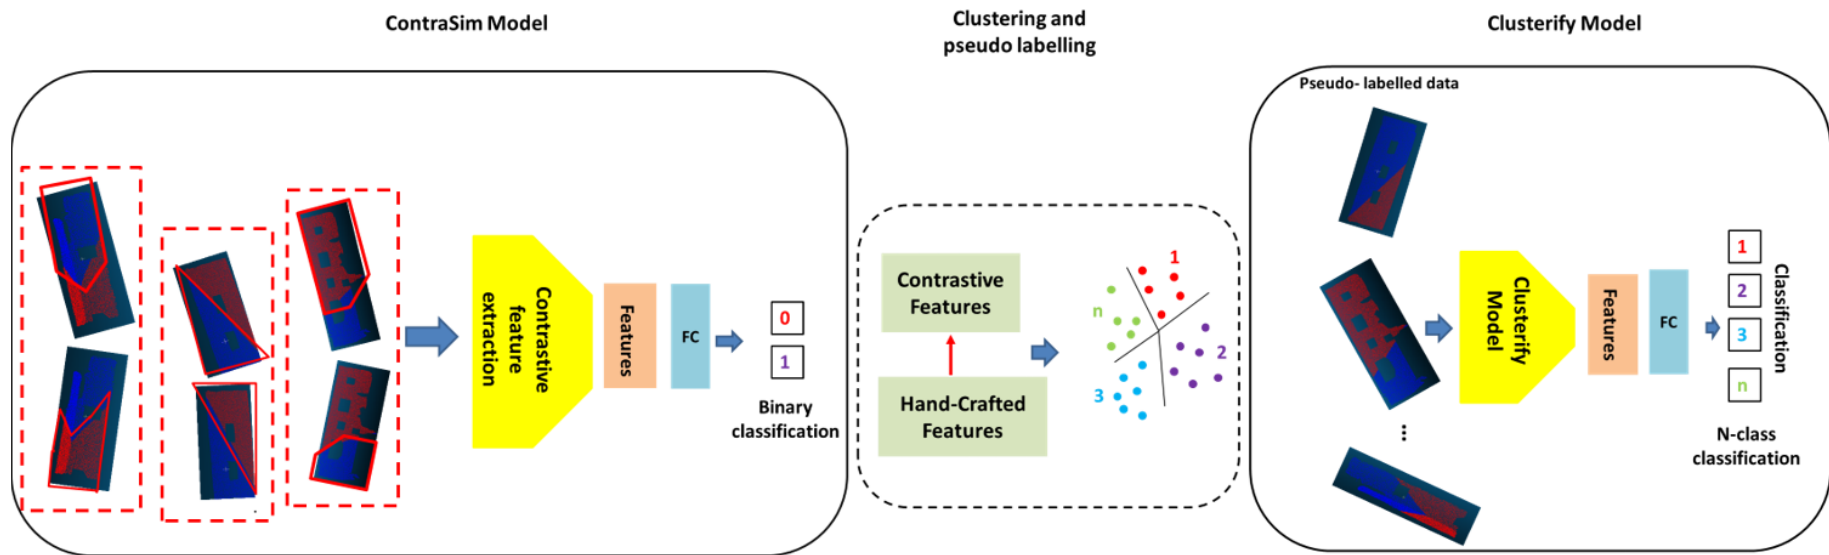 ContraSim Model
Clustering and
pseudo labelling
Clusterify Model
Contrastive
feature
extraction
Features
FC
0
1
Binary
classification
Contrastive
Features
Hand-Crafted
Features
1
n
2
3
Pseudo- labelled data
...
Clusterify
Model
Features
FC
1
2
3
n
Classification
N-class
classification